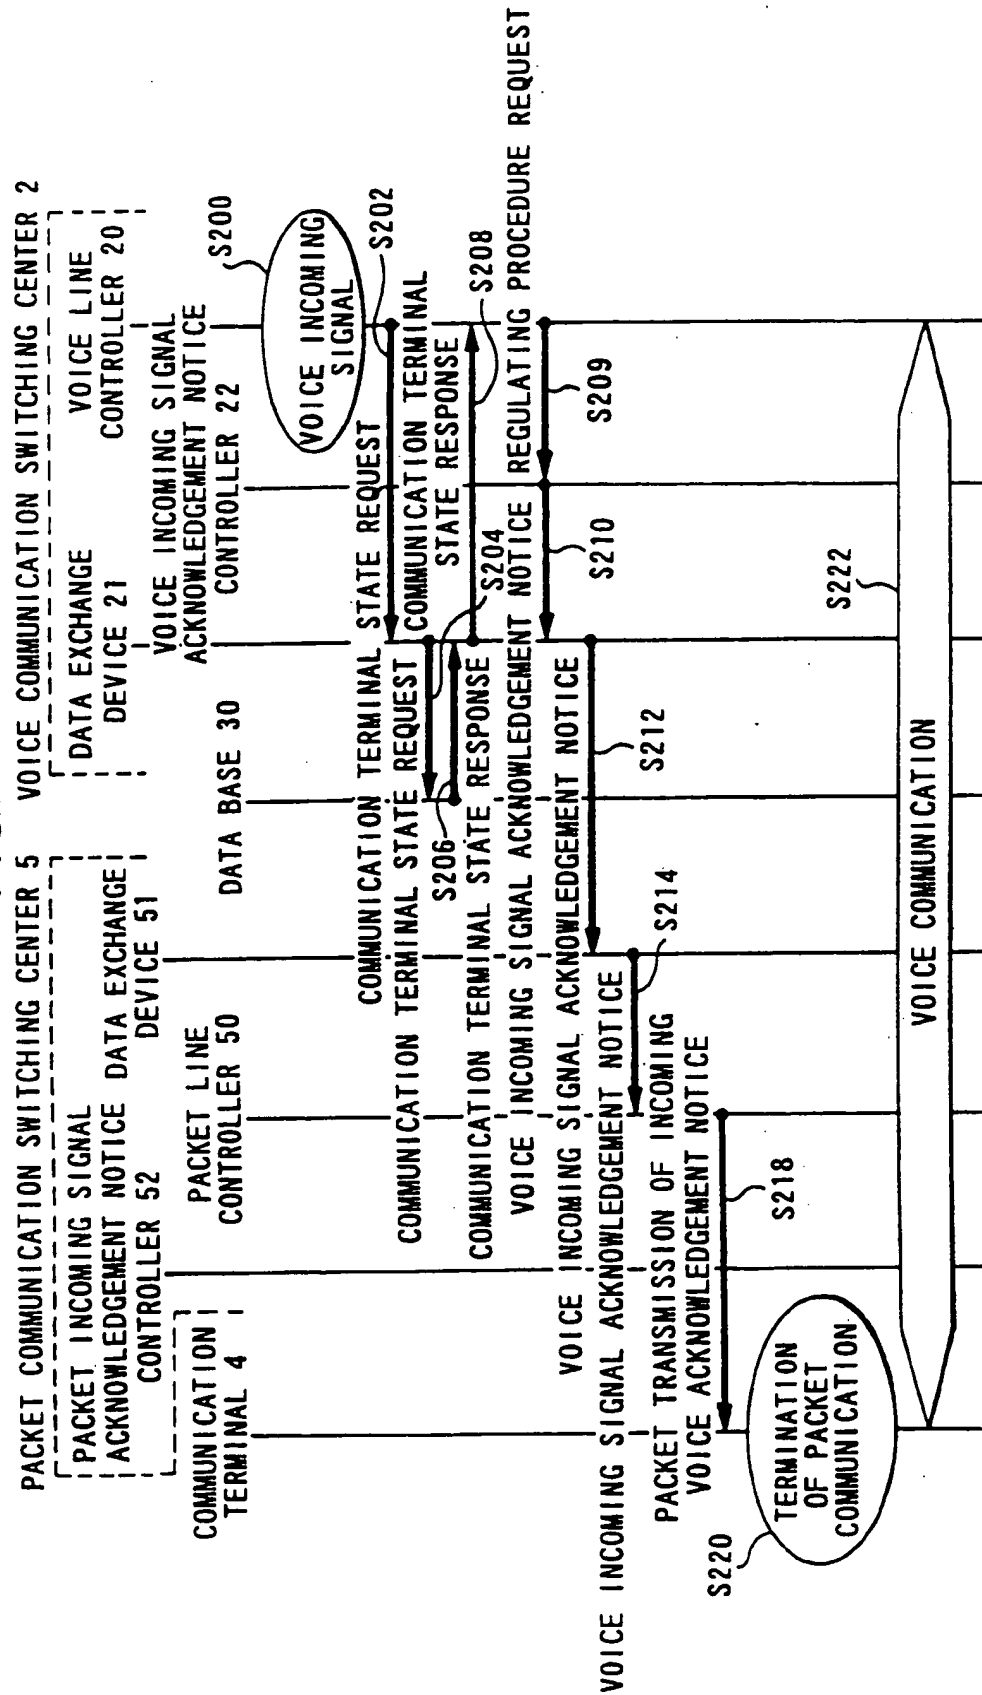 PACKET COMMUNICATION SWITCHING CENTER 5
VOICE COMMUNICATION SWITCHING CENTER 2
PACKET INCOMING SIGNAL
ACKNOWLEDGEMENT NOTICE
CONTROLLER 52
DATA EXCHANGE
DEVICE 51
DATA EXCHANGE
DEVICE 21
VOICE LINE
CONTROLLER 20
VOICE INCOMING SIGNAL
ACKNOWLEDGEMENT NOTICE
CONTROLLER 22
COMMUNICATION
TERMINAL 4
PACKET LINE
CONTROLLER 50
DATA BASE 30
S200
VOICE INCOMING
SIGNAL
COMMUNICATION TERMINAL STATE REQUEST
S202
COMMUNICATION TERMINAL STATE REQUEST
COMMUNICATION TERMINAL
STATE RESPONSE
S204
S206
COMMUNICATION TERMINAL STATE RESPONSE
S208
VOICE INCOMING SIGNAL ACKNOWLEDGEMENT NOTICE REGULATING PROCEDURE REQUEST
S209
S210
VOICE INCOMING SIGNAL ACKNOWLEDGEMENT NOTICE
S212
VOICE INCOMING SIGNAL ACKNOWLEDGEMENT NOTICE
S214
PACKET TRANSMISSION OF INCOMING
VOICE ACKNOWLEDGEMENT NOTICE
S218
S220
TERMINATION
OF PACKET
COMMUNICATION
S222
VOICE COMMUNICATION